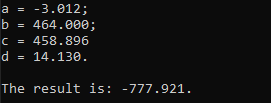 a = -3.012;
b = 464.000;
c = 458.896
d = 14.130.
The result is: -777.921.